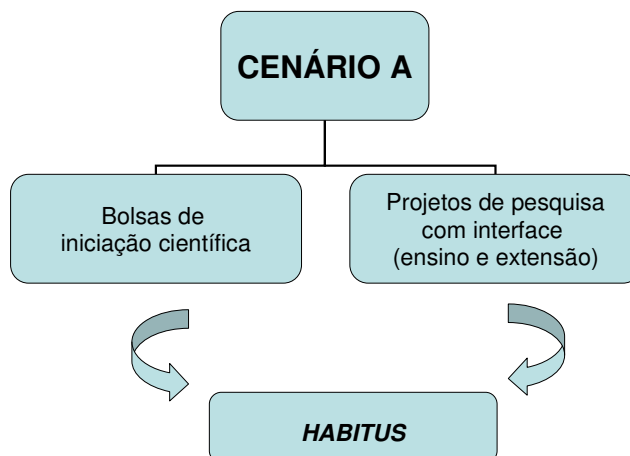 CENÁRIO A
Bolsas de
iniciação científica
Projetos de pesquisa
com interface
(ensino e extensão)
HABITUS